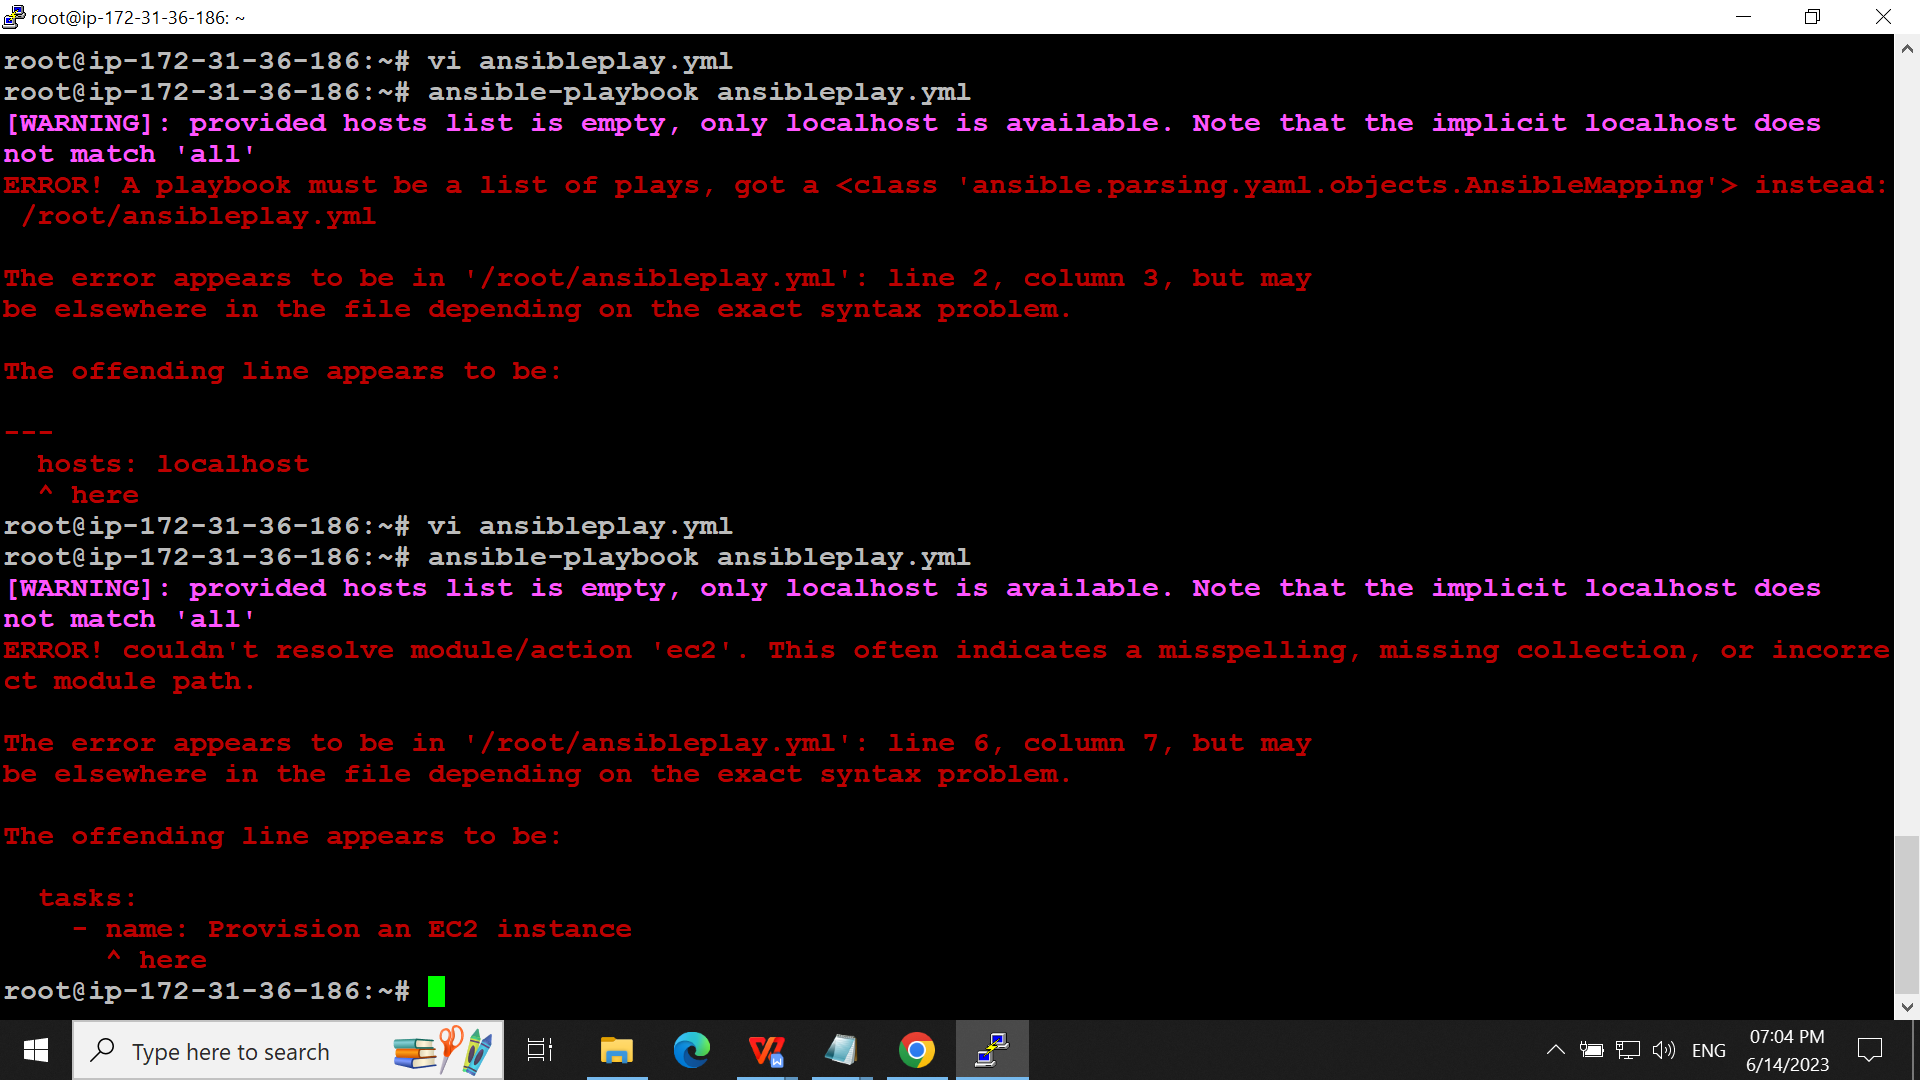 root@ip-172-31-36-186: ~
root@ip-172-31-36-186:~# vi ansibleplay.yml
root@ip-172-31-36-186:~# ansible-playbook ansibleplay.yml
[WARNING]: provided hosts list is empty, only localhost is available. Note that the implicit localhost does
not match 'all'
ERROR! A playbook must be a list of plays, got a <class 'ansible.parsing.yaml.objects.AnsibleMapping'> instead:
 /root/ansibleplay.yml
The error appears to be in '/root/ansibleplay.yml': line 2, column 3, but may
be elsewhere in the file depending on the exact syntax problem.
The offending line appears to be:
---
  hosts: localhost
  ^ here
root@ip-172-31-36-186:~# vi ansibleplay.yml
root@ip-172-31-36-186:~# ansible-playbook ansibleplay.yml
[WARNING]: provided hosts list is empty, only localhost is available. Note that the implicit localhost does
not match 'all'
ERROR! couldn't resolve module/action 'ec2'. This often indicates a misspelling, missing collection, or incorre
ct module path.
The error appears to be in '/root/ansibleplay.yml': line 6, column 7, but may
be elsewhere in the file depending on the exact syntax problem.
The offending line appears to be:
  tasks:
    - name: Provision an EC2 instance
      ^ here
root@ip-172-31-36-186:~#
Type here to search
ENG
07:04 PM
6/14/2023